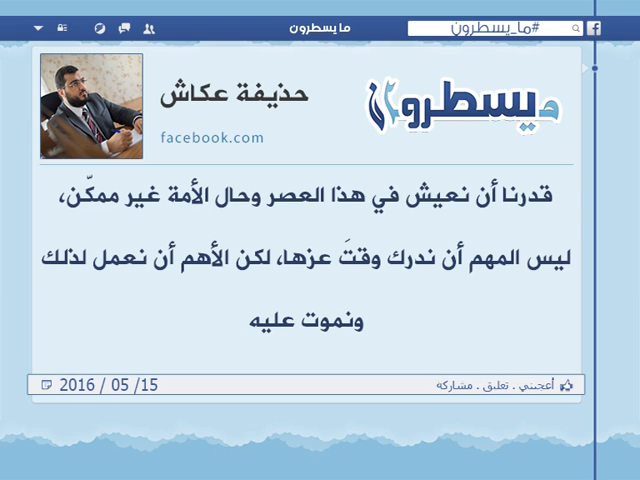 ما يسطرون
#ما_يسطرون
حذيفة عكاش
facebook.com
ما يسطرون
قدرنا أن نعيش في هذا العصر وحال الأمة غير ممكّن،
ليس المهم أن ندرك وقتَ عزها، لكن الأهم أن نعمل لذلك
ونموت عليه
أعجبني . تعليق . مشاركه
2016 / 05 /15